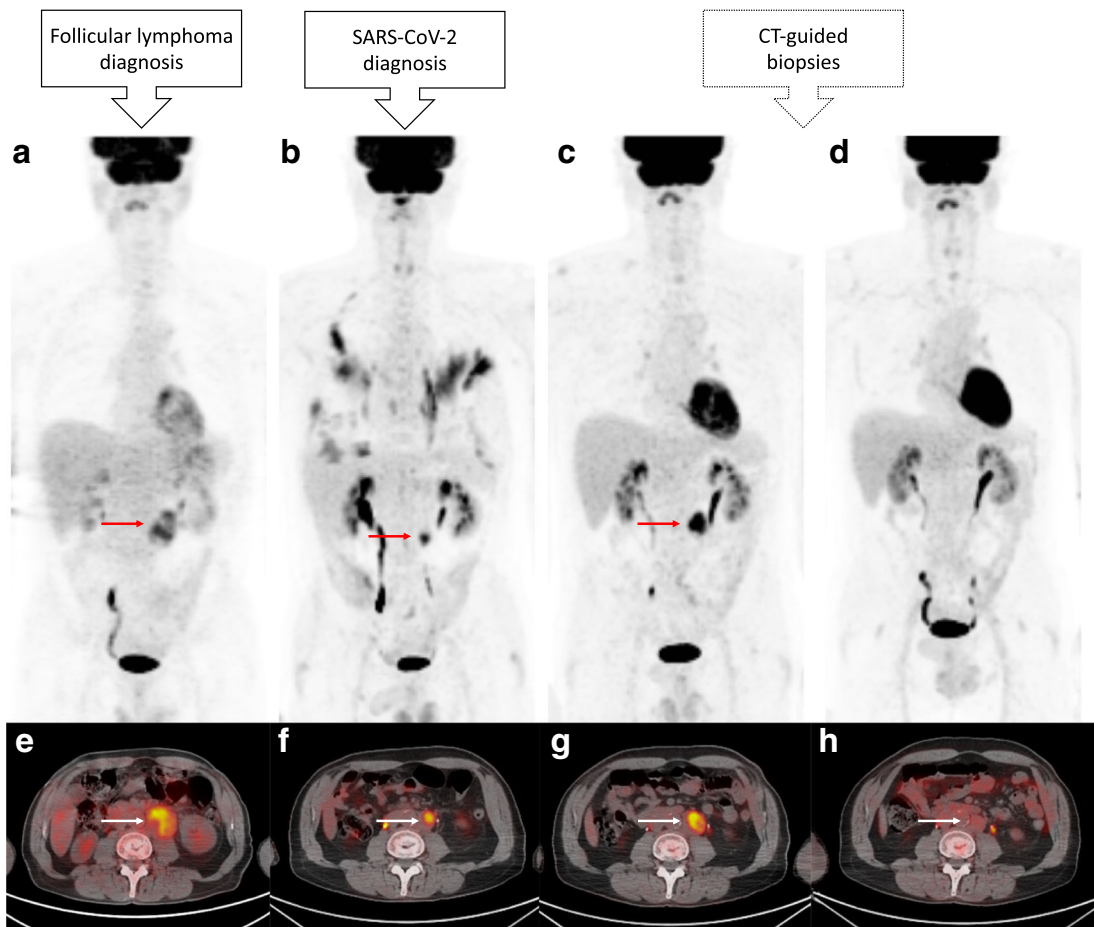 Follicular lymphoma
diagnosis
SARS-CoV-2
diagnosis
CT-guided
biopsies
a
b
c
d
e
f
g
h